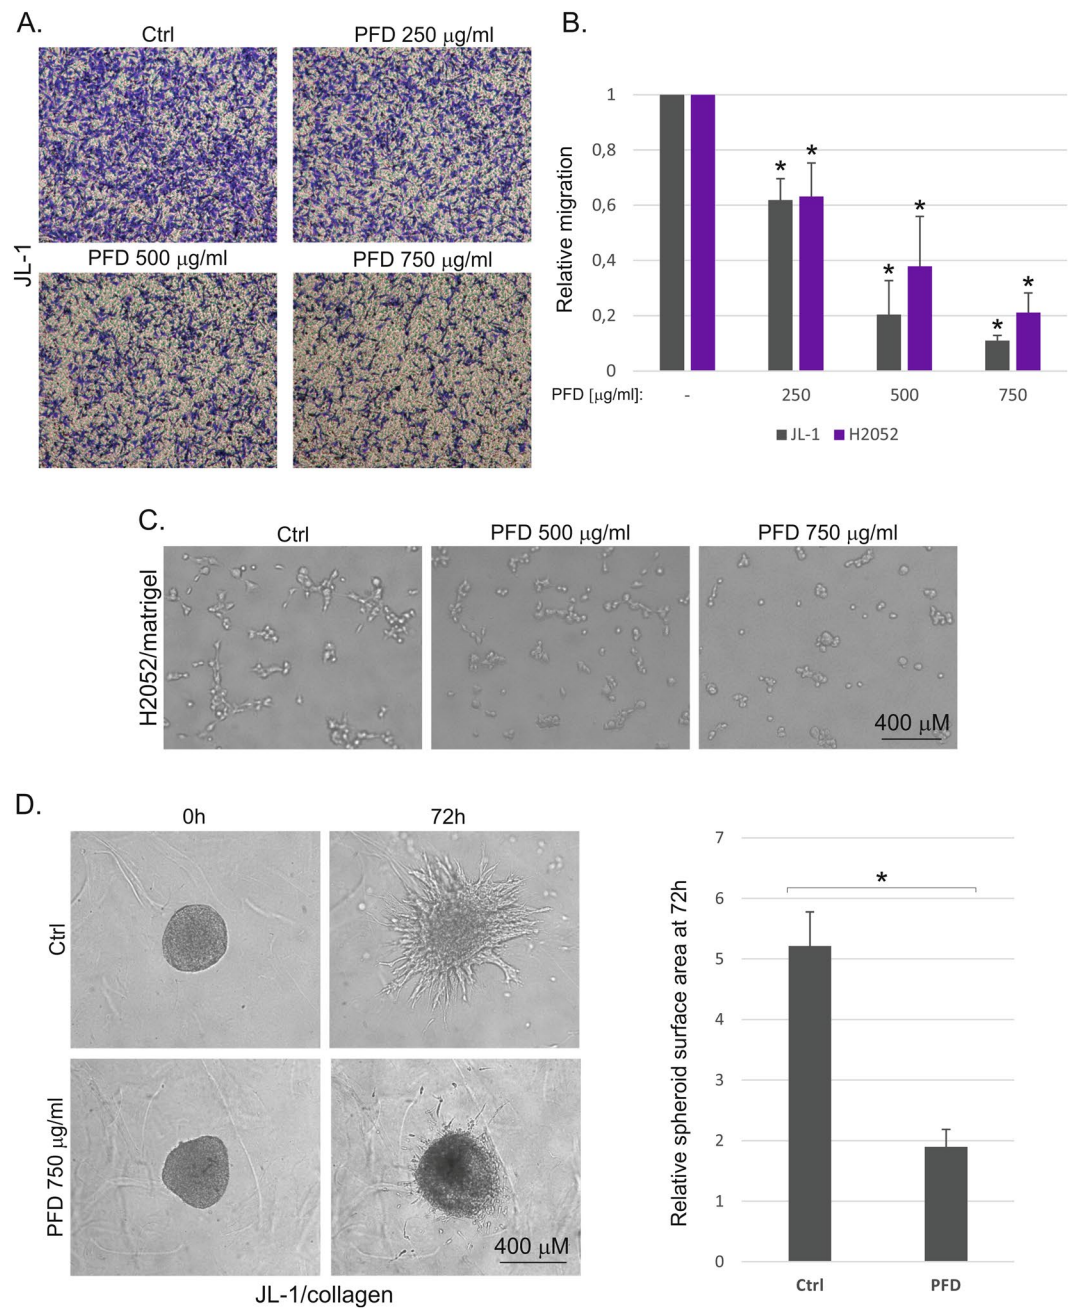 A.
Ctrl
PFD 250 µg/ml
PFD 500 µg/ml
PFD 750 µg/ml
JL-1
B.
Relative migration
1
0,8
0,6
0,4
0,2
0
*
*
*
*
*
*
PFD [µg/ml]: - 250 500 750
JL-1 H2052
C.
Ctrl
PFD 500 µg/ml
PFD 750 µg/ml
H2052/matrigel
400 µM
D.
0h
72h
Ctrl
PFD 750 µg/ml
400 µM
JL-1/collagen
Relative spheroid surface area at 72h
7
6
5
4
3
2
1
0
*
Ctrl PFD